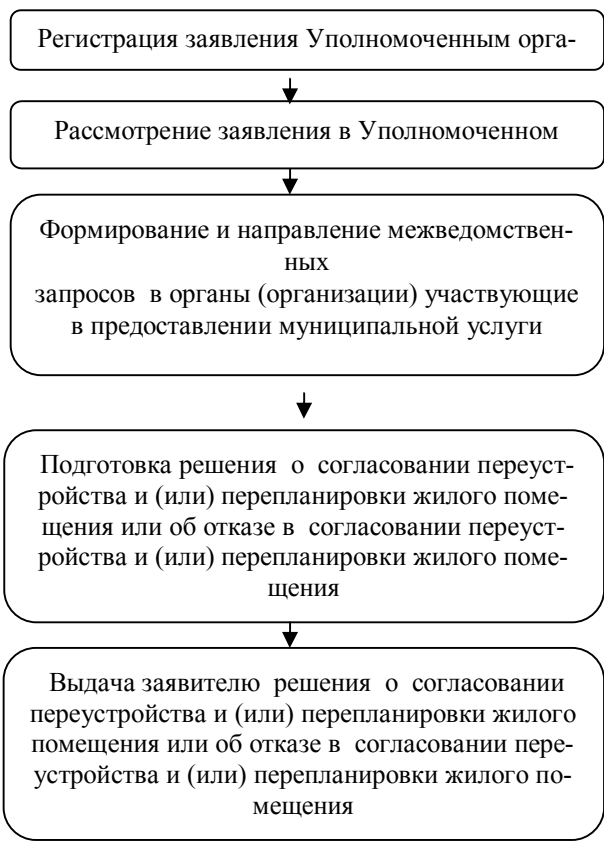 Регистрация заявления Уполномоченным орга-
Рассмотрение заявления в Уполномоченном
Формирование и направление межведомствен-
ных
запросов в органы (организации) участвующие
в предоставлении муниципальной услуги
Подготовка решения о согласовании переуст-
ройства и (или) перепланировки жилого поме-
щения или об отказе в согласовании переуст-
ройства и (или) перепланировки жилого поме-
щения
Выдача заявителю решения о согласовании
переустройства и (или) перепланировки жилого
помещения или об отказе в согласовании пере-
устройства и (или) перепланировки жилого по-
мещения